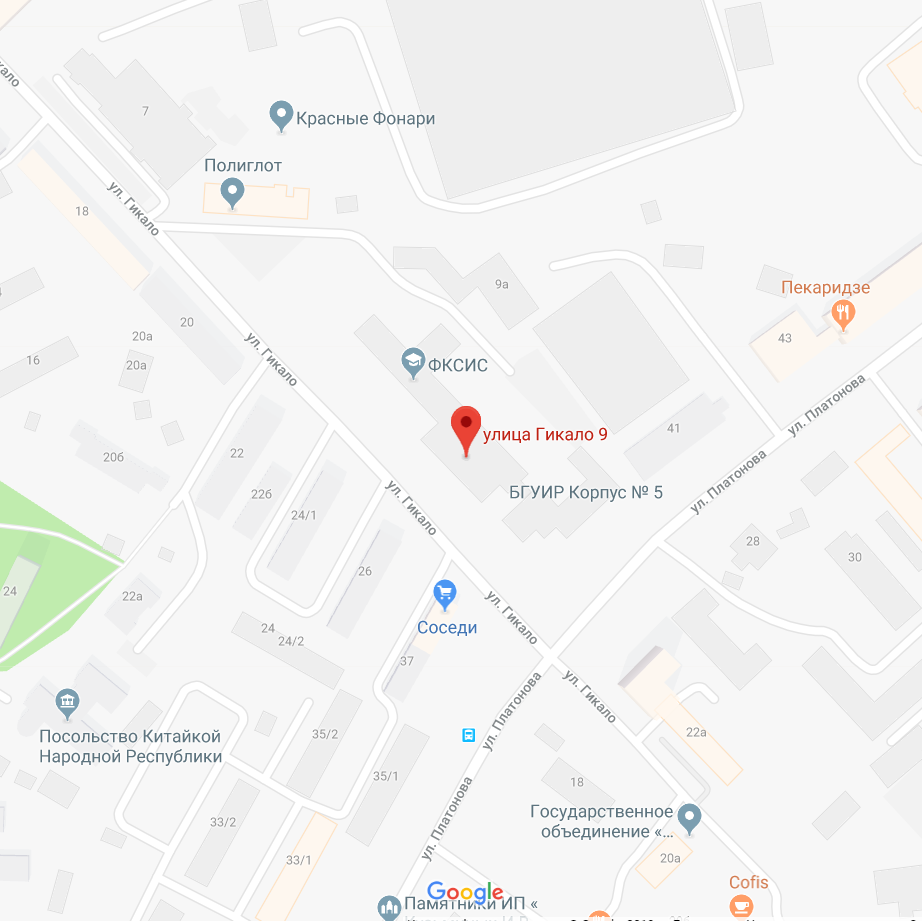 7
Красные Фонари
Полиглот
ул. Гикало
18
9а
Пекаридзе
43
20
20а
20а
16
ул. Гикало
ФКСИС
ул. Платонова
улица Гикало 9
41
20б
22
ул. Гикало
22б
24/1
БГУИР Корпус № 5
ул. Платонова
28
30
26
24
22а
Соседи
ул. Гикало
24
24/2
37
ул. Гикало
ул. Платонова
Посольство Китайкой
Народной Республики
35/2
22а
35/1
18
33/2
ул. Платонова
Государственное
объединение «...
33/1
20а
Cofis
Google
Памятники ИП «